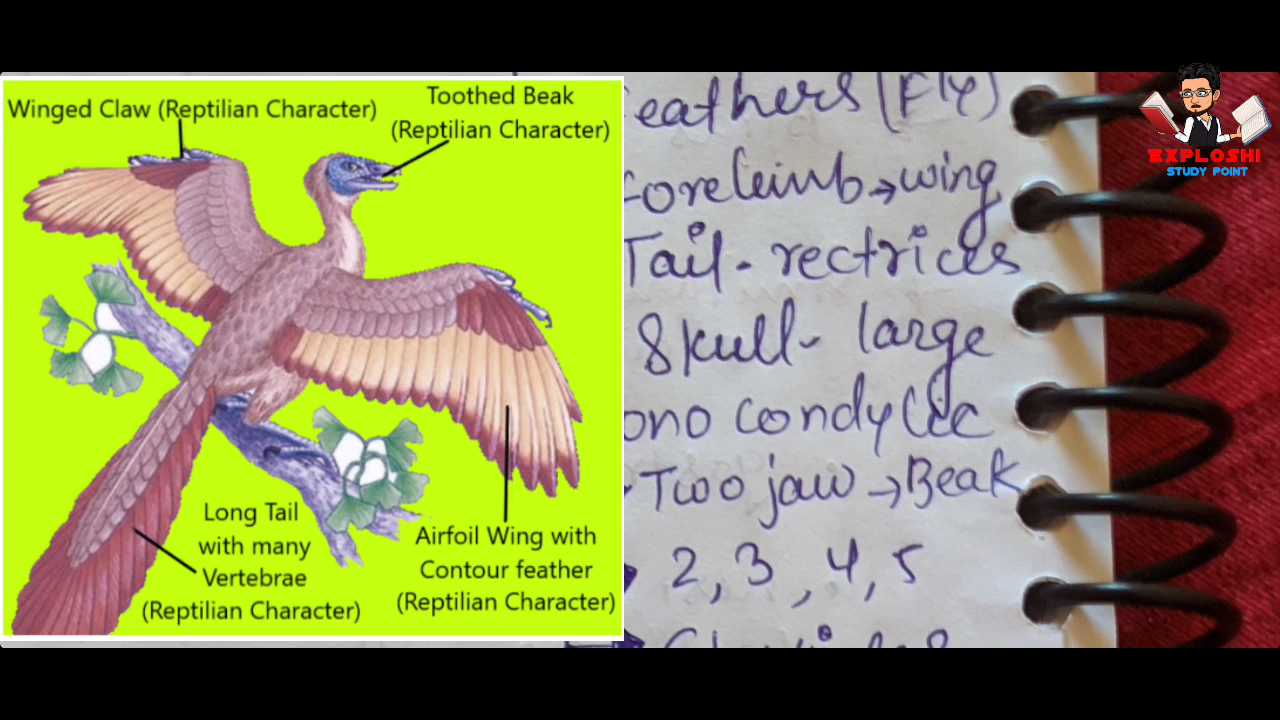 Winged Claw (Reptilian Character)
Toothed Beak
(Reptilian Character)
Long Tail
with many
Vertebrae
(Reptilian Character)
Airfoil Wing with
Contour feather
(Reptilian Character)
eathers (Fly)
orelimb→wing
Tail - rectrices
Skull - large
ono condylic
Two jaw → Beak
2, 3, 4, 5
EXPLOSHI
STUDY POINT